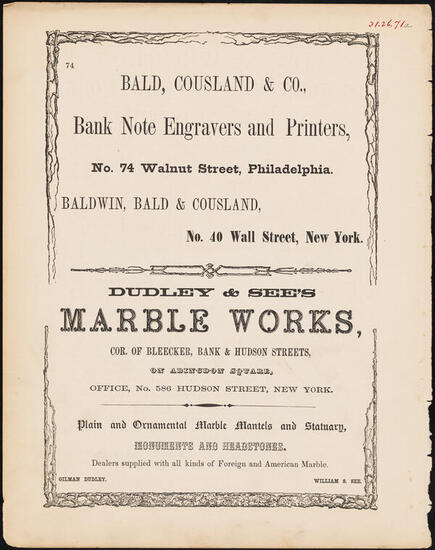 31.26.71a
74
BALD, COUSLAND & CO.,
Bank Note Engravers and Printers,
No. 74 Walnut Street, Philadelphia.
BALDWIN, BALD & COUSLAND,
No. 40 Wall Street, New York.
DUDLEY & SEE'S
MARBLE WORKS,
COR. OF BLEECKER, BANK & HUDSON STREETS,
ON ABINGDON SQUARE,
OFFICE, No. 586 HUDSON STREET, NEW YORK.
Plain and Ornamental Marble Mantels and Statuary,
MONUMENTS AND HEADSTONES.
Dealers supplied with all kinds of Foreign and American Marble.
GILMAN DUDLEY. WILLIAM S. SEE.